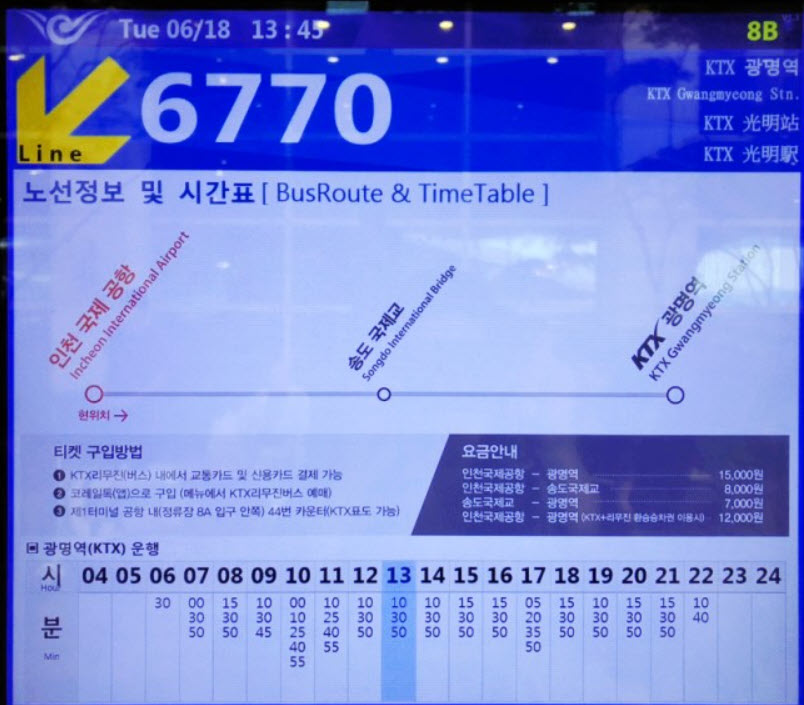 Tue 06/18 13:45
8B
Line
6770
KTX 광명역
KTX Gwangmyeong Stn.
KTX 光明站
KTX 光明駅
노선정보 및 시간표 [ BusRoute & TimeTable ]
인천 국제 공항
Incheon International Airport
송도 국제교
Songdo International Bridge
KTX 광명역
KTX Gwangmyeong Station
현위치 →
티켓 구입방법
❶ KTX리무진(버스) 내에서 교통카드 및 신용카드 결제 가능
❷ 코레일톡(앱)으로 구입 (메뉴에서 KTX리무진버스 예매)
❸ 제1터미널 공항 내(정류장 8A 입구 안쪽) 44번 카운터(KTX표도 가능)
요금안내
인천국제공항 - 광명역 15,000원
인천국제공항 - 송도국제교 8,000원
송도국제교 - 광명역 7,000원
인천국제공항 - 광명역 (KTX+리무진 환승승차권 이용시) 12,000원
▣ 광명역(KTX) 운행
시 04 05 06 07 08 09 10 11 12 13 14 15 16 17 18 19 20 21 22 23 24
Hour
30 00 15 10 00 10 10 10 10 15 15 05 15 10 15 15 10
30 30 30 10 25 30 30 30 30 30 20 30 30 30 30 40
분 50 50 45 25 40 50 50 50 50 50 35 50 50 50 50
40 55 50
Min 55